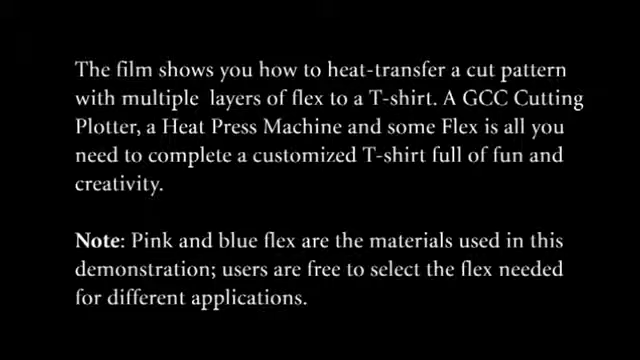 The film shows you how to heat-transfer a cut pattern
with multiple layers of flex to a T-shirt. A GCC Cutting
Plotter, a Heat Press Machine and some Flex is all you
need to complete a customized T-shirt full of fun and
creativity.
Note: Pink and blue flex are the materials used in this
demonstration; users are free to select the flex needed
for different applications.